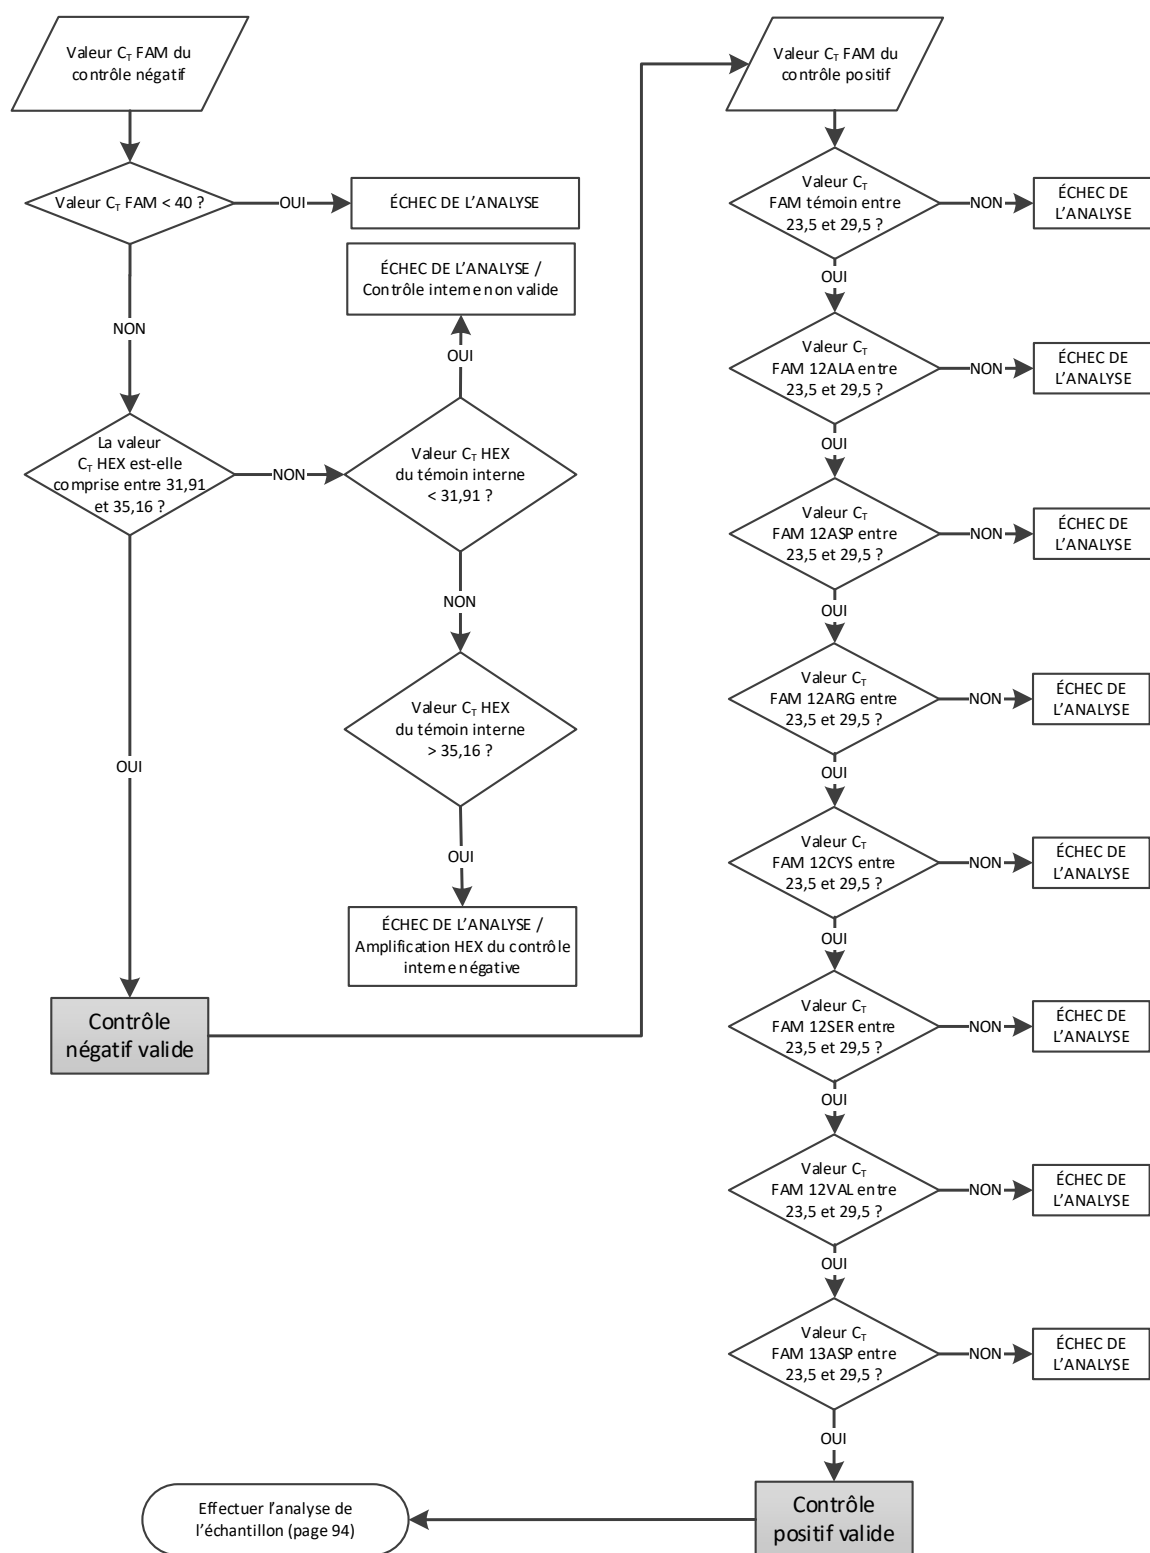 Valeur CT FAM du
contrôle négatif
Valeur CT FAM < 40 ?
OUI
ÉCHEC DE L'ANALYSE
NON
La valeur
CT HEX est-elle
comprise entre 31,91
et 35,16 ?
NON
Valeur CT HEX
du témoin interne
< 31,91 ?
OUI
ÉCHEC DE L'ANALYSE /
Contrôle interne non valide
NON
Valeur CT HEX
du témoin interne
> 35,16 ?
OUI
ÉCHEC DE L'ANALYSE /
Amplification HEX du contrôle
interne négative
OUI
Contrôle
négatif valide
Valeur CT FAM du
contrôle positif
Valeur CT
FAM témoin entre
23,5 et 29,5 ?
NON
ÉCHEC DE
L'ANALYSE
OUI
Valeur CT
FAM 12ALA entre
23,5 et 29,5 ?
NON
ÉCHEC DE
L'ANALYSE
OUI
Valeur CT
FAM 12ASP entre
23,5 et 29,5 ?
NON
ÉCHEC DE
L'ANALYSE
OUI
Valeur CT
FAM 12ARG entre
23,5 et 29,5 ?
NON
ÉCHEC DE
L'ANALYSE
OUI
Valeur CT
FAM 12CYS entre
23,5 et 29,5 ?
NON
ÉCHEC DE
L'ANALYSE
OUI
Valeur CT
FAM 12SER entre
23,5 et 29,5 ?
NON
ÉCHEC DE
L'ANALYSE
OUI
Valeur CT
FAM 12VAL entre
23,5 et 29,5 ?
NON
ÉCHEC DE
L'ANALYSE
OUI
Valeur CT
FAM 13ASP entre
23,5 et 29,5 ?
NON
ÉCHEC DE
L'ANALYSE
OUI
Contrôle
positif valide
Effectuer l'analyse de
l'échantillon (page 94)